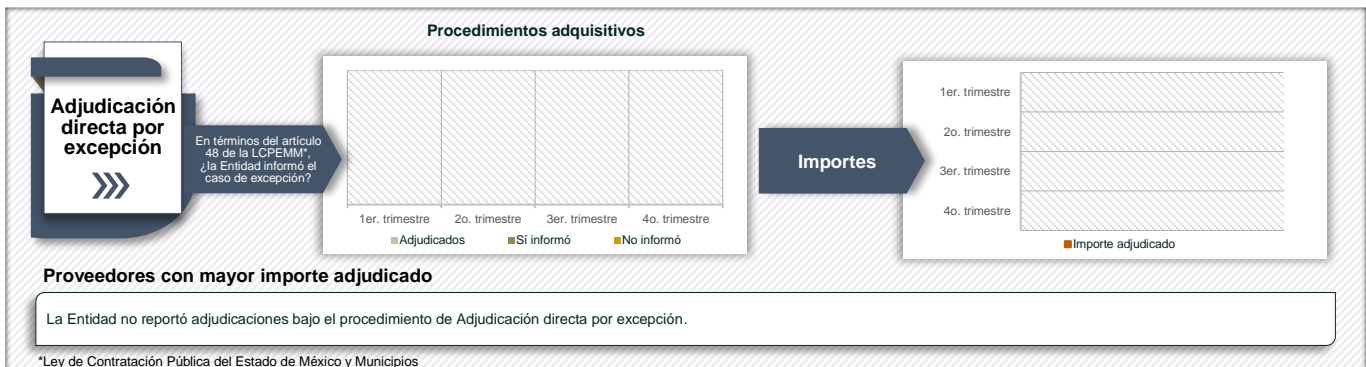 Procedimientos adquisitivos
Adjudicación
directa por
excepción
En términos del artículo
48 de la LCPEMM*,
¿la Entidad informó el
caso de excepción?
1er. trimestre 2o. trimestre 3er. trimestre 4o. trimestre
Adjudicados Sí informó No informó
Importes
1er. trimestre
2o. trimestre
3er. trimestre
4o. trimestre
Importe adjudicado
Proveedores con mayor importe adjudicado
La Entidad no reportó adjudicaciones bajo el procedimiento de Adjudicación directa por excepción.
*Ley de Contratación Pública del Estado de México y Municipios